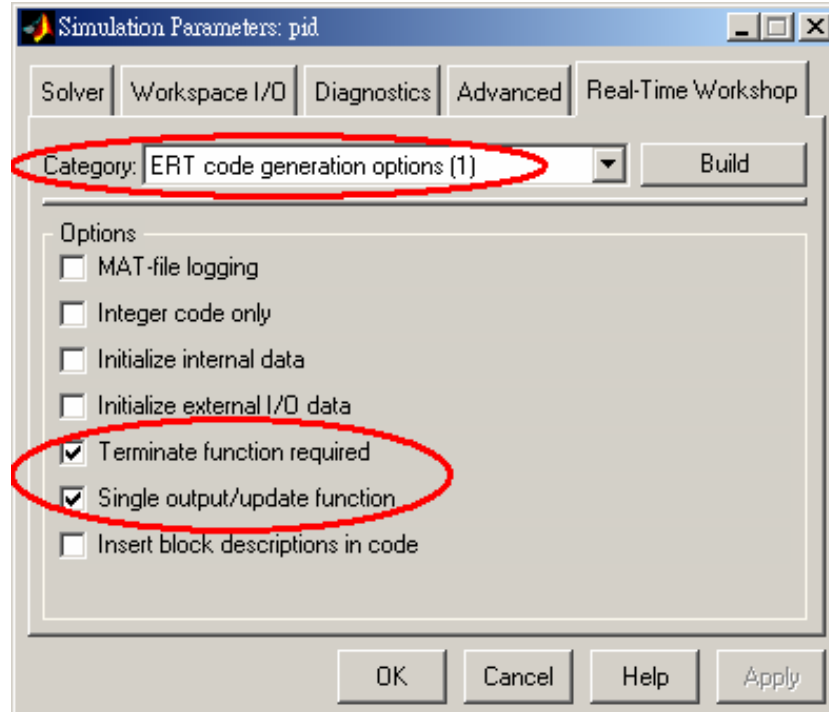 Simulation Parameters: pid
Solver Workspace I/O Diagnostics Advanced Real-Time Workshop
Category: ERT code generation options (1) Build
Options
MAT-file logging
Integer code only
Initialize internal data
Initialize external I/O data
Terminate function required
Single output/update function
Insert block descriptions in code
OK Cancel Help Apply